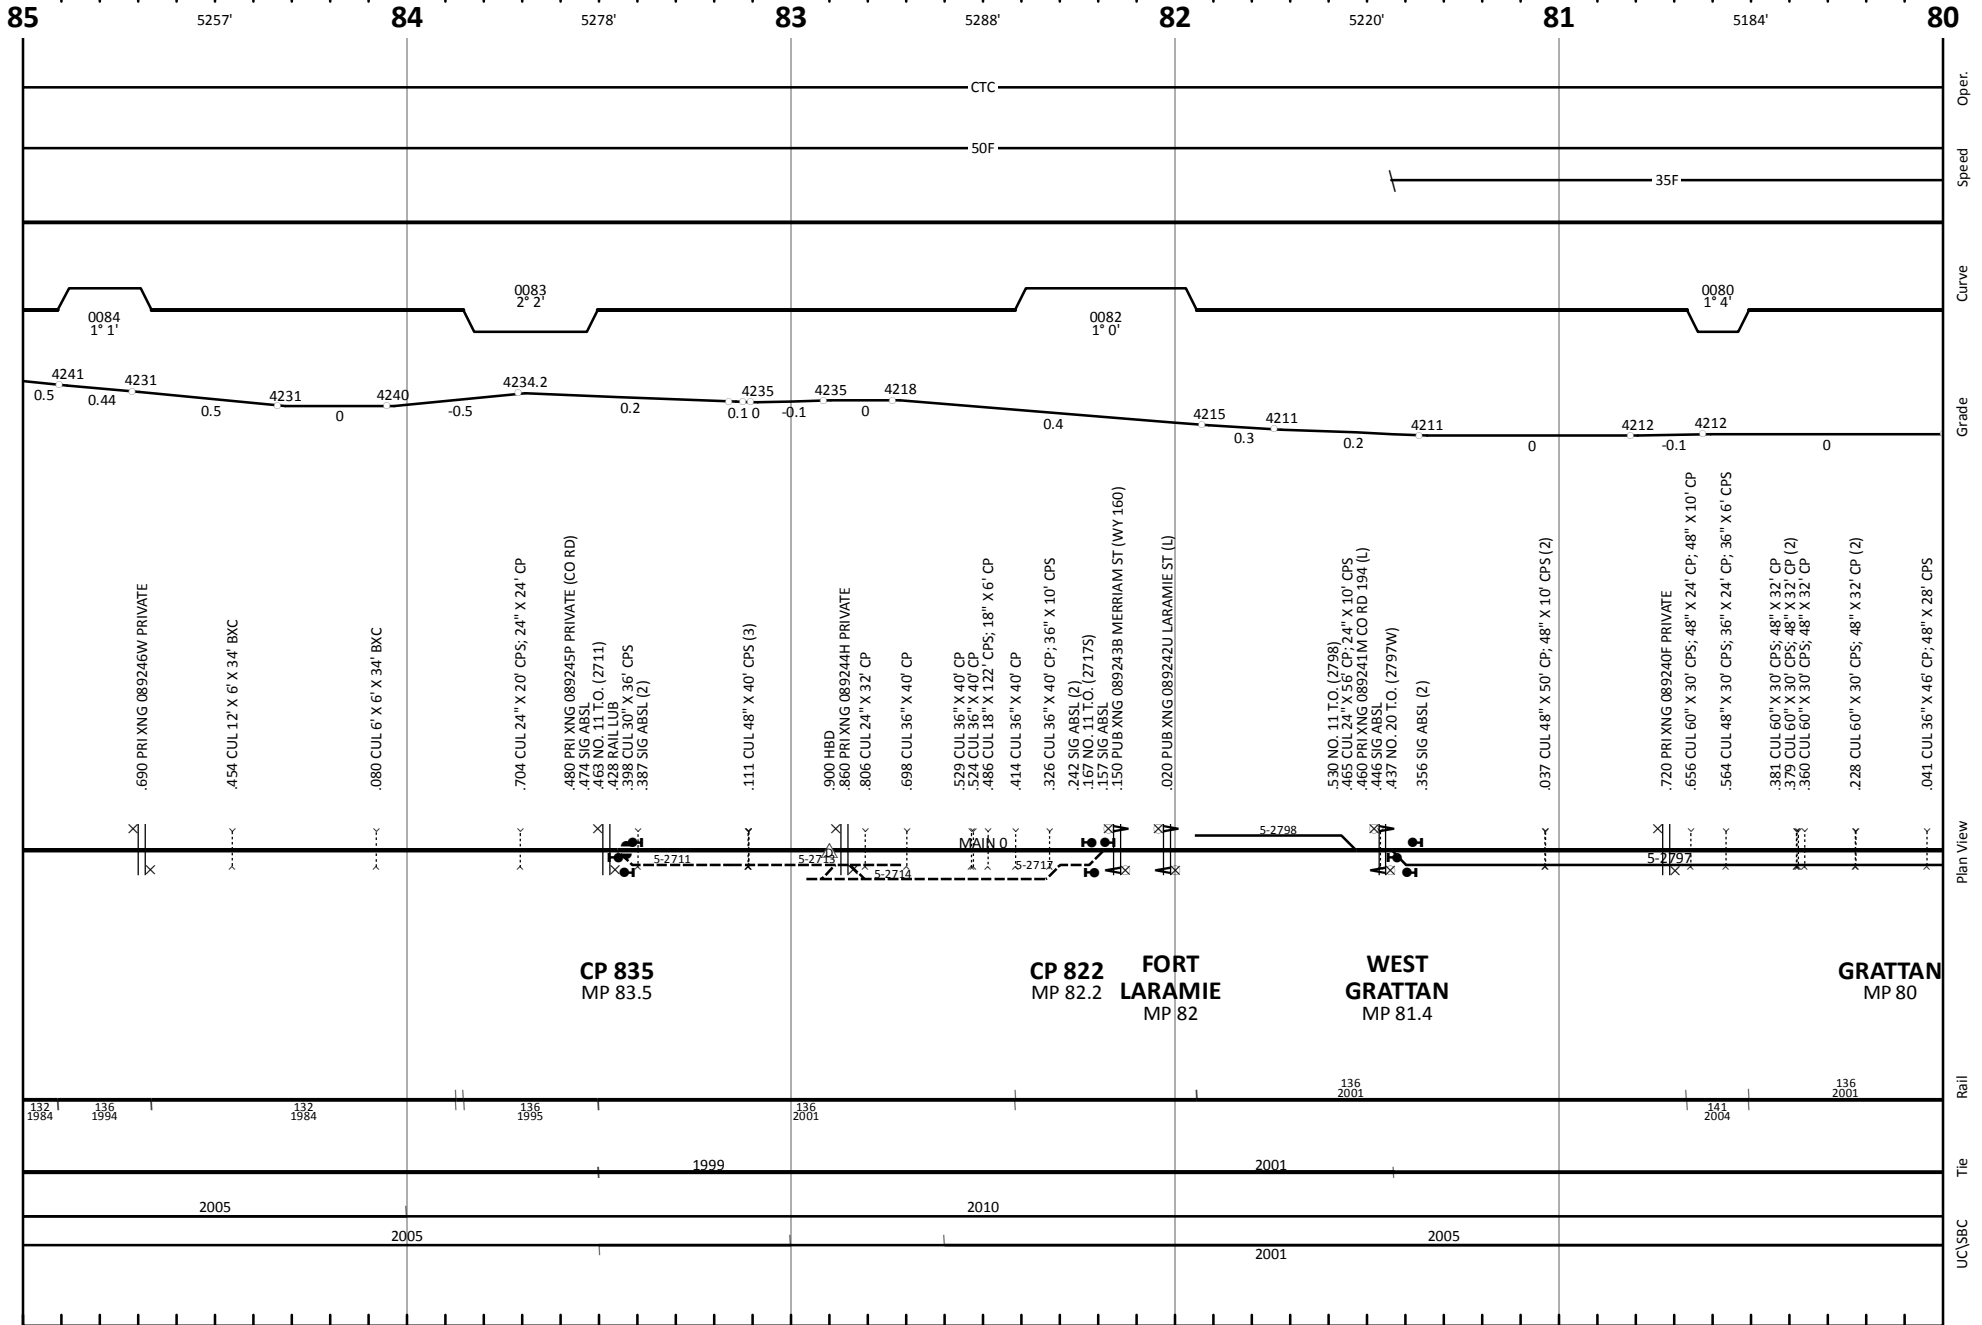 85 5257' 84 5278' 83 5288' 82 5220' 81 5184' 80
CTC
Oper.
50F
35F
Speed
0084
1° 1'
0083
2° 2'
0082
1° 0'
0080
1° 4'
Curve
4241 4231 4231 4240 4234.2 4235 4235 4218 4215 4211 4211 4212 4212
0.5 0.44 0.5 0 -0.5 0.2 0.1 0 -0.1 0 0.4 0.3 0.2 0 -0.1 0
Grade
.690 PRI XNG 089246W PRIVATE
.454 CUL 12' X 6' X 34' BXC
.080 CUL 6' X 6' X 34' BXC
.704 CUL 24" X 20' CPS; 24" X 24' CP
.480 PRI XNG 089245P PRIVATE (CO RD)
.474 SIG ABSL
.463 NO. 11 T.O. (2711)
.428 RAIL LUB
.398 CUL 30" X 36' CPS
.387 SIG ABSL (2)
.111 CUL 48" X 40' CPS (3)
.900 HBD
.860 PRI XNG 089244H PRIVATE
.806 CUL 24" X 32' CP
.698 CUL 36" X 40' CP
.529 CUL 36" X 40' CP
.524 CUL 36" X 40' CP
.486 CUL 18" X 122' CPS; 18" X 6' CP
.414 CUL 36" X 40' CP
.326 CUL 36" X 40' CP; 36" X 10' CPS
.242 SIG ABSL (2)
.167 NO. 11 T.O. (2717S)
.157 SIG ABSL
.150 PUB XNG 089243B MERRIAM ST (WY 160)
.020 PUB XNG 089242U LARAMIE ST (L)
.530 NO. 11 T.O. (2798)
.465 CUL 24" X 56' CP; 24" X 10' CPS
.460 PRI XNG 089241M CO RD 194 (L)
.446 SIG ABSL
.437 NO. 20 T.O. (2797W)
.356 SIG ABSL (2)
.037 CUL 48" X 50' CP; 48" X 10' CPS (2)
.720 PRI XNG 089240F PRIVATE
.656 CUL 60" X 30' CPS; 48" X 24' CP; 48" X 10' CP
.564 CUL 48" X 30' CPS; 36" X 24' CP; 36" X 6' CPS
.381 CUL 60" X 30' CPS; 48" X 32' CP
.379 CUL 60" X 30' CPS; 48" X 32' CP (2)
.360 CUL 60" X 30' CPS; 48" X 32' CP
.228 CUL 60" X 30' CPS; 48" X 32' CP (2)
.041 CUL 36" X 46' CP; 48" X 28' CPS
5-2711
5-2713
5-2714
MAIN 0
5-2717
5-2798
5-2797
Plan View
CP 835
MP 83.5
CP 822
MP 82.2
FORT
LARAMIE
MP 82
WEST
GRATTAN
MP 81.4
GRATTAN
MP 80
132
1984
136
1994
132
1984
136
1995
136
2001
136
2001
141
2004
136
2001
Rail
1999 2001
Tie
2005 2010
2005 2005
2001
UC\SBC